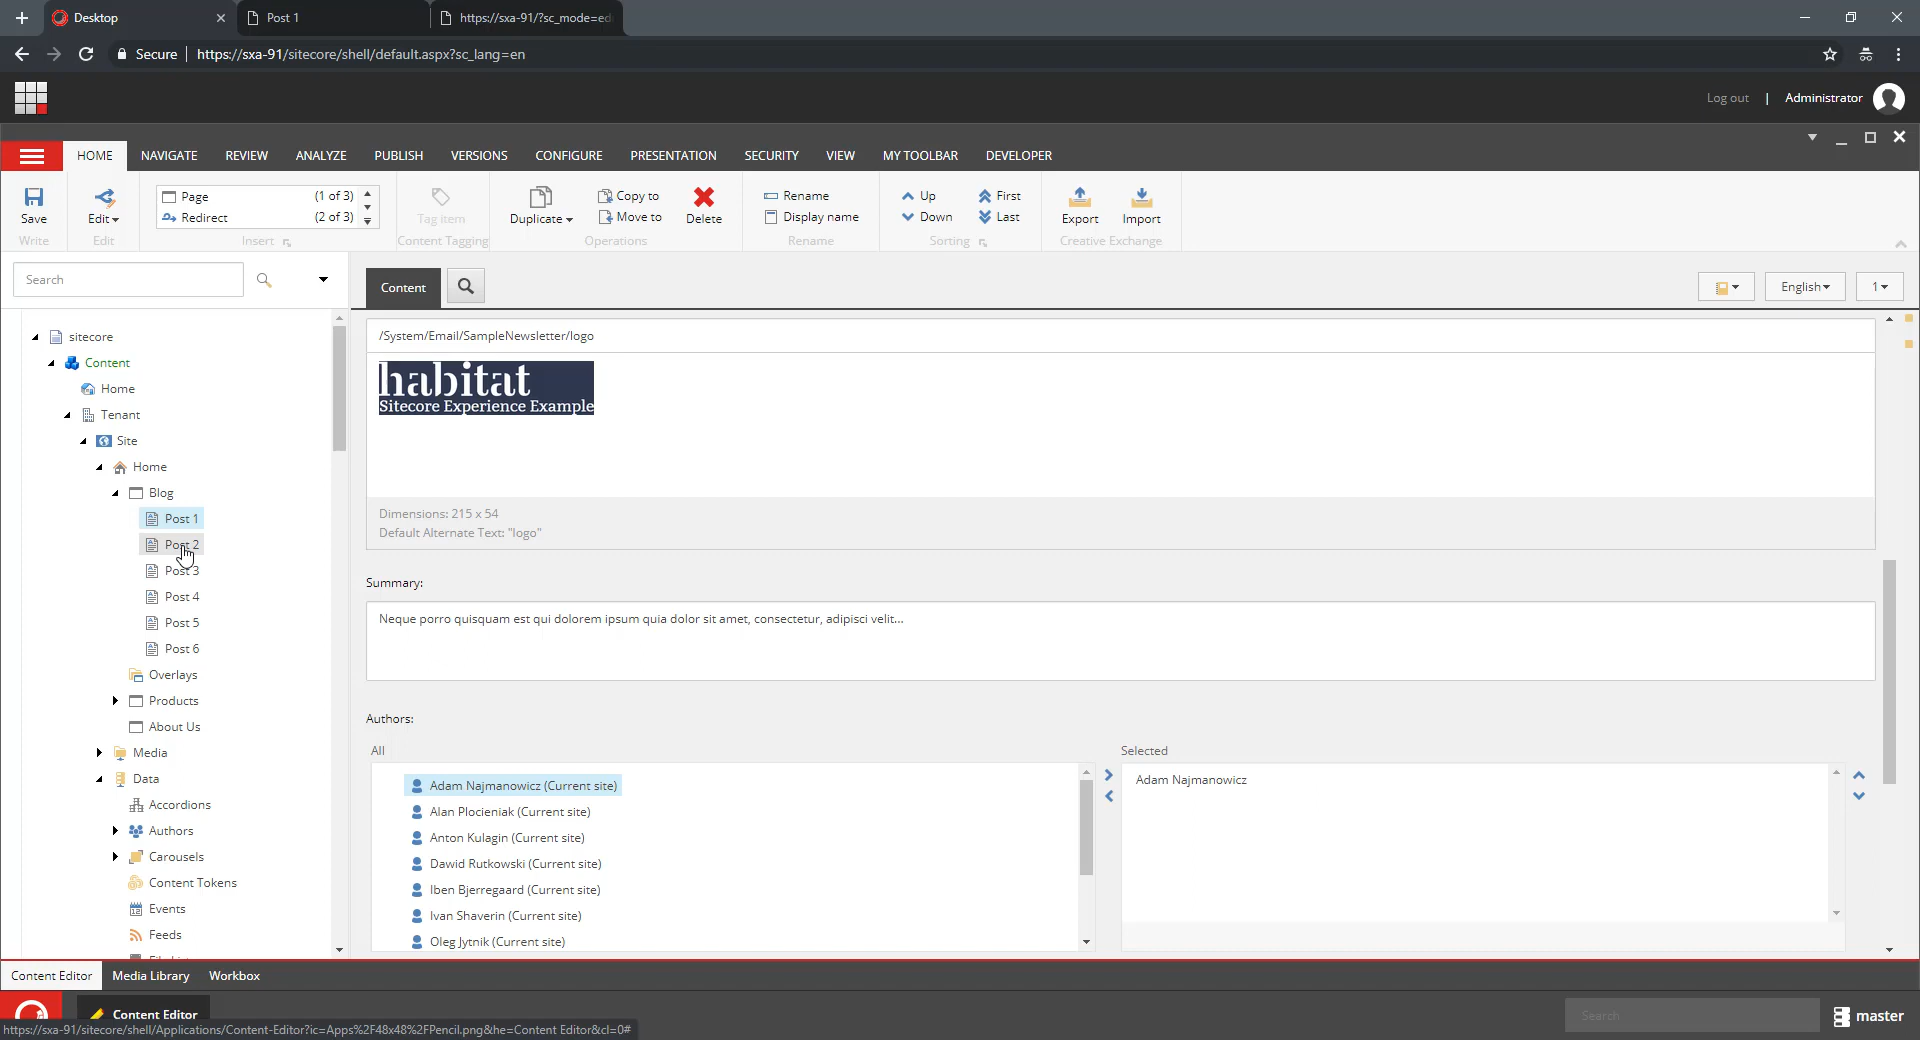 Desktop
Post 1
https://sxa-91/?sc_mode=ed
Secure
https://sxa-91/sitecore/shell/default.aspx?sc_lang=en
Log out | Administrator
HOME NAVIGATE REVIEW ANALYZE PUBLISH VERSIONS CONFIGURE PRESENTATION SECURITY VIEW MY TOOLBAR DEVELOPER
Page (1 of 3) Copy to Rename Up First
Redirect (2 of 3) Move to Display name Down Last
Save Edit Tag item Duplicate Delete Export Import
Write Edit Insert Content Tagging Operations Rename Sorting Creative Exchange
Search
Content
English
1
sitecore
Content
Home
Tenant
Site
Home
Blog
Post 1
Post 2
Post 3
Post 4
Post 5
Post 6
Overlays
Products
About Us
Media
Data
Accordions
Authors
Carousels
Content Tokens
Events
Feeds
/System/Email/SampleNewsletter/logo
habitat
Sitecore Experience Example
Dimensions: 215 x 54
Default Alternate Text: "logo"
Summary:
Neque porro quisquam est qui dolorem ipsum quia dolor sit amet, consectetur, adipisci velit...
Authors:
All
Adam Najmanowicz (Current site)
Alan Płocieniak (Current site)
Anton Kulagin (Current site)
Dawid Rutkowski (Current site)
Iben Bjerregaard (Current site)
Ivan Shaverin (Current site)
Oleg Jytnik (Current site)
Selected
Adam Najmanowicz
Content Editor Media Library Workbox
Content Editor
Search
master
https://sxa-91/sitecore/shell/Applications/Content-Editor?ic=Apps%2F48x48%2FPencil.png&he=Content Editor&cl=0#